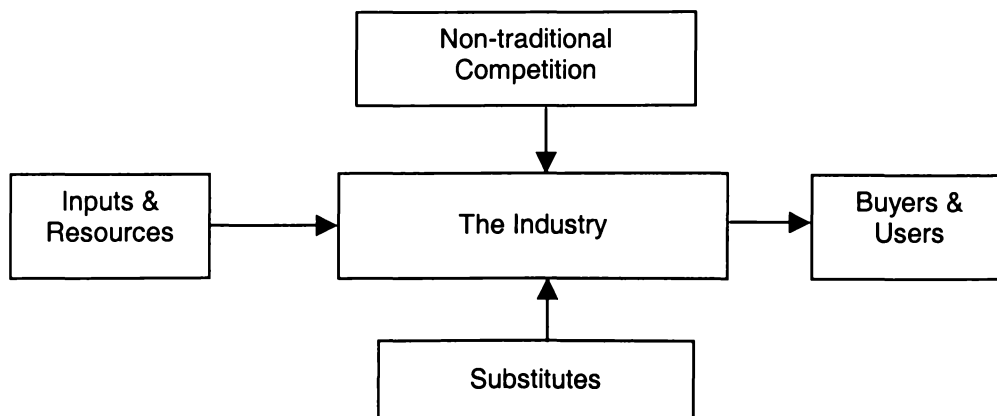 Non-traditional
Competition
Inputs &
Resources
The Industry
Buyers &
Users
Substitutes